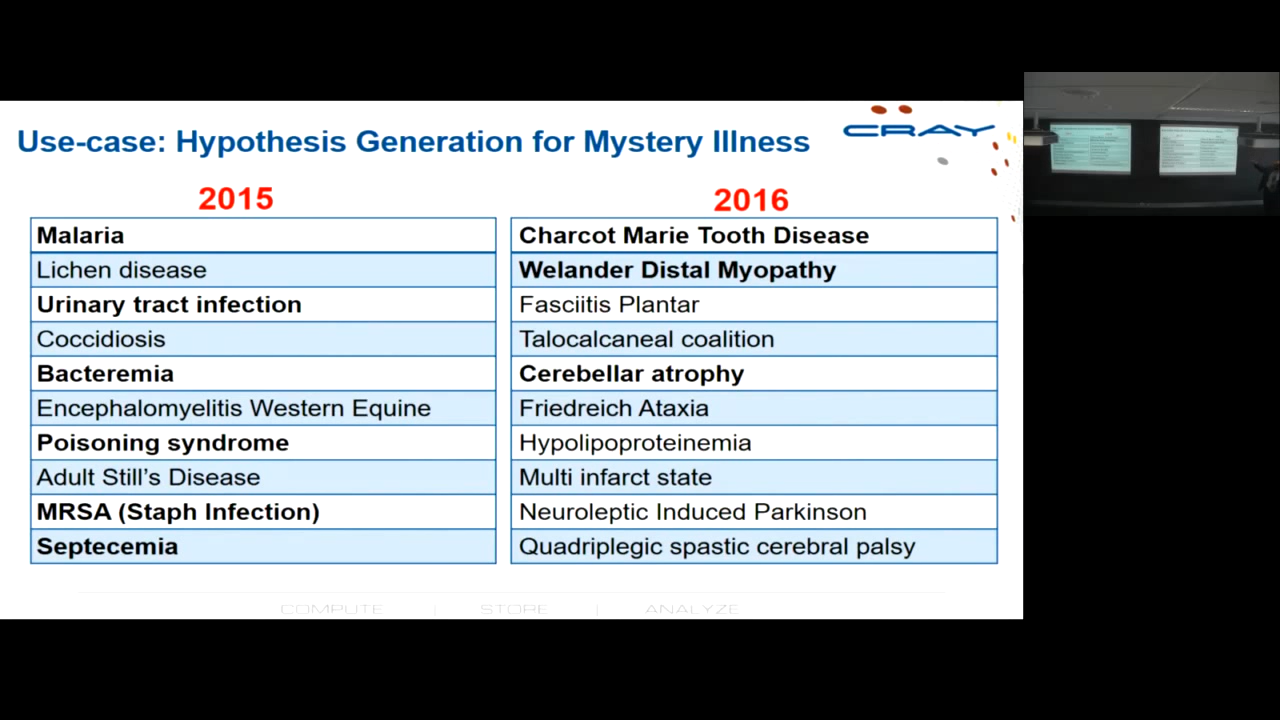 Use-case: Hypothesis Generation for Mystery Illness
CRAY
2015
Malaria
Lichen disease
Urinary tract infection
Coccidiosis
Bacteremia
Encephalomyelitis Western Equine
Poisoning syndrome
Adult Still's Disease
MRSA (Staph Infection)
Septecemia
2016
Charcot Marie Tooth Disease
Welander Distal Myopathy
Fasciitis Plantar
Talocalcaneal coalition
Cerebellar atrophy
Friedreich Ataxia
Hypolipoproteinemia
Multi infarct state
Neuroleptic Induced Parkinson
Quadriplegic spastic cerebral palsy
COMPUTE | STORE | ANALYZE